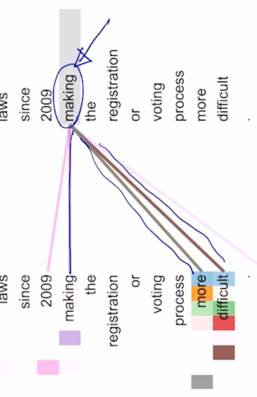 laws since 2009 making the registration or voting process more difficult .
laws since 2009 making the registration or voting process more difficult